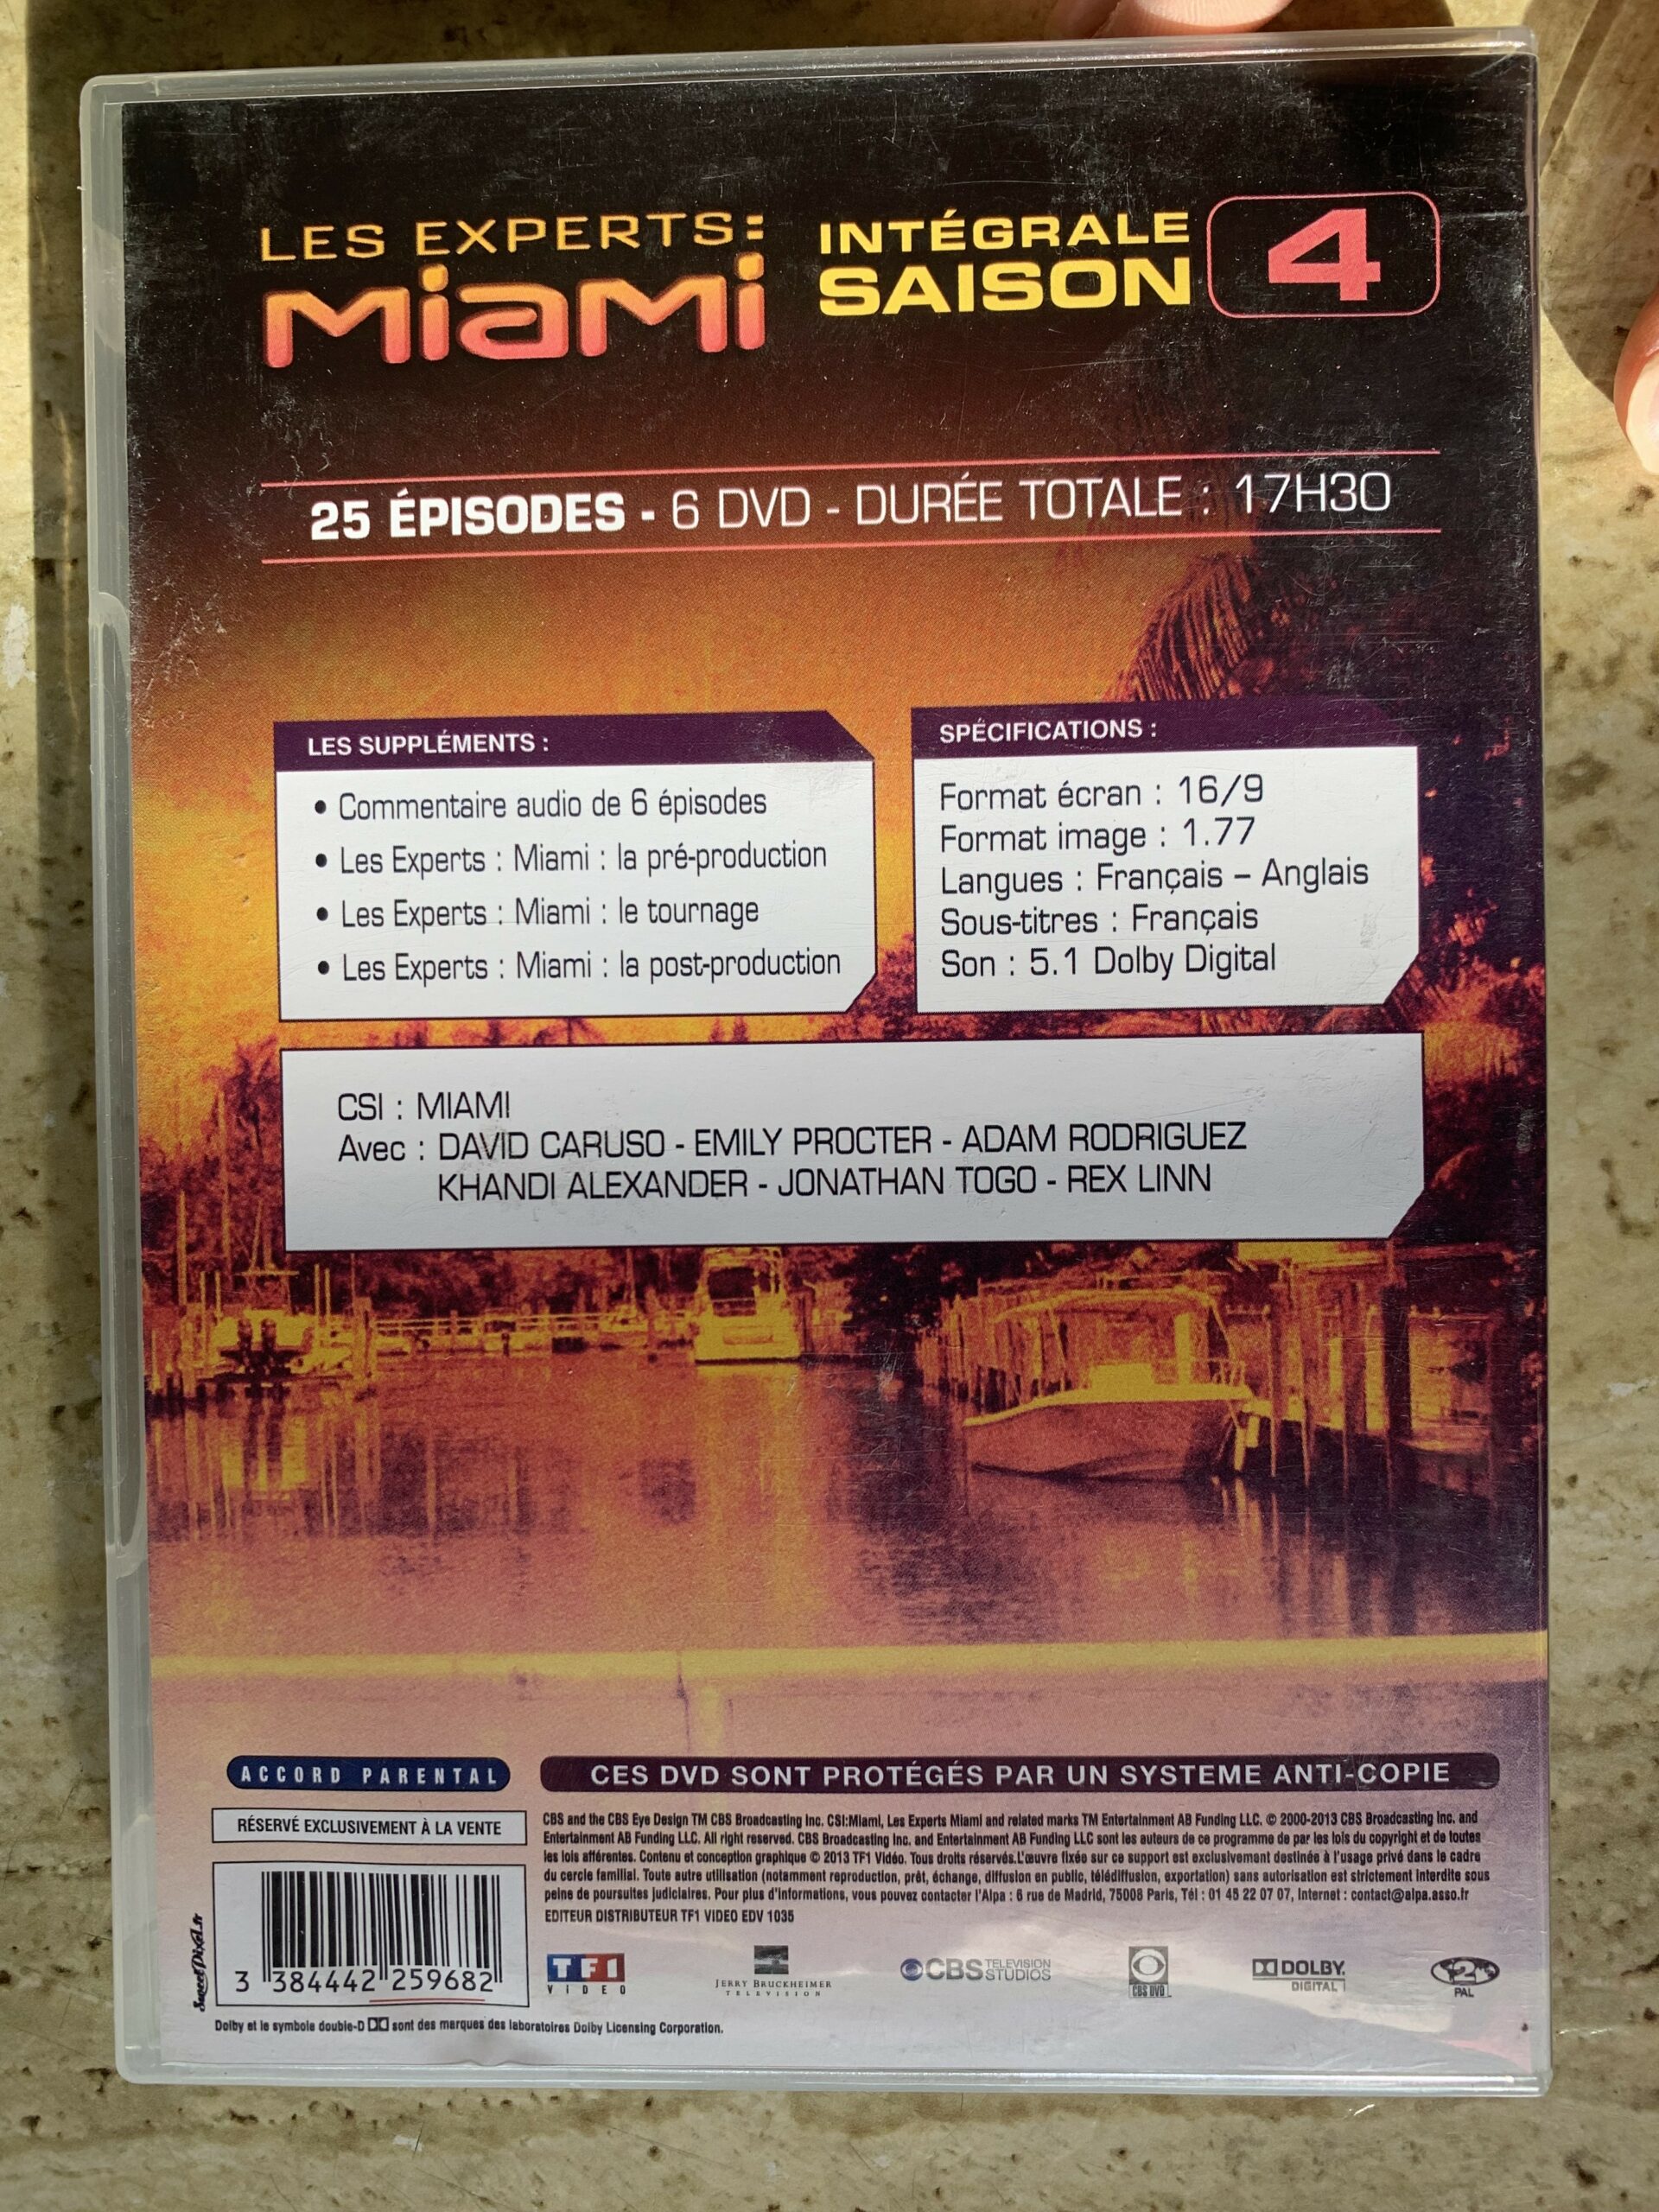 LES EXPERTS:
Miami
INTÉGRALE
SAISON
4
25 ÉPISODES - 6 DVD - DURÉE TOTALE : 17H30
LES SUPPLÉMENTS :
• Commentaire audio de 6 épisodes
• Les Experts : Miami : la pré-production
• Les Experts : Miami : le tournage
• Les Experts : Miami : la post-production
SPÉCIFICATIONS :
Format écran : 16/9
Format image : 1.77
Langues : Français – Anglais
Sous-titres : Français
Son : 5.1 Dolby Digital
CSI : MIAMI
Avec : DAVID CARUSO - EMILY PROCTER - ADAM RODRIGUEZ
KHANDI ALEXANDER - JONATHAN TOGO - REX LINN
ACCORD PARENTAL
CES DVD SONT PROTÉGÉS PAR UN SYSTEME ANTI-COPIE
RÉSERVÉ EXCLUSIVEMENT À LA VENTE
CBS and the CBS Eye Design TM CBS Broadcasting Inc. CSI:Miami, Les Experts Miami and related marks TM Entertainment AB Funding LLC. © 2000-2013 CBS Broadcasting Inc. and
Entertainment AB Funding LLC. All right reserved. CBS Broadcasting Inc. and Entertainment AB Funding LLC sont les auteurs de ce programme de par les lois du copyright et de toutes
les lois afférentes. Contenu et conception graphique © 2013 TF1 Vidéo. Tous droits réservés.L'œuvre fixée sur ce support est exclusivement destinée à l'usage privé dans le cadre
du cercle familial. Toute autre utilisation (notamment reproduction, prêt, échange, diffusion en public, télédiffusion, exportation) sans autorisation est strictement interdite sous
peine de poursuites judiciaires. Pour plus d'informations, vous pouvez contacter l'Alpa : 6 rue de Madrid, 75008 Paris, Tél : 01 45 22 07 07, Internet : contact@alpa.asso.fr
EDITEUR DISTRIBUTEUR TF1 VIDEO EDV 1035
SweetPixel.fr
3 384442 259682
TF1
VIDEO
JERRY BRUCKHEIMER
TELEVISION
CBS TELEVISION
STUDIOS
CBS DVD
DOLBY
DIGITAL
2
PAL
Dolby et le symbole double-D sont des marques des laboratoires Dolby Licensing Corporation.